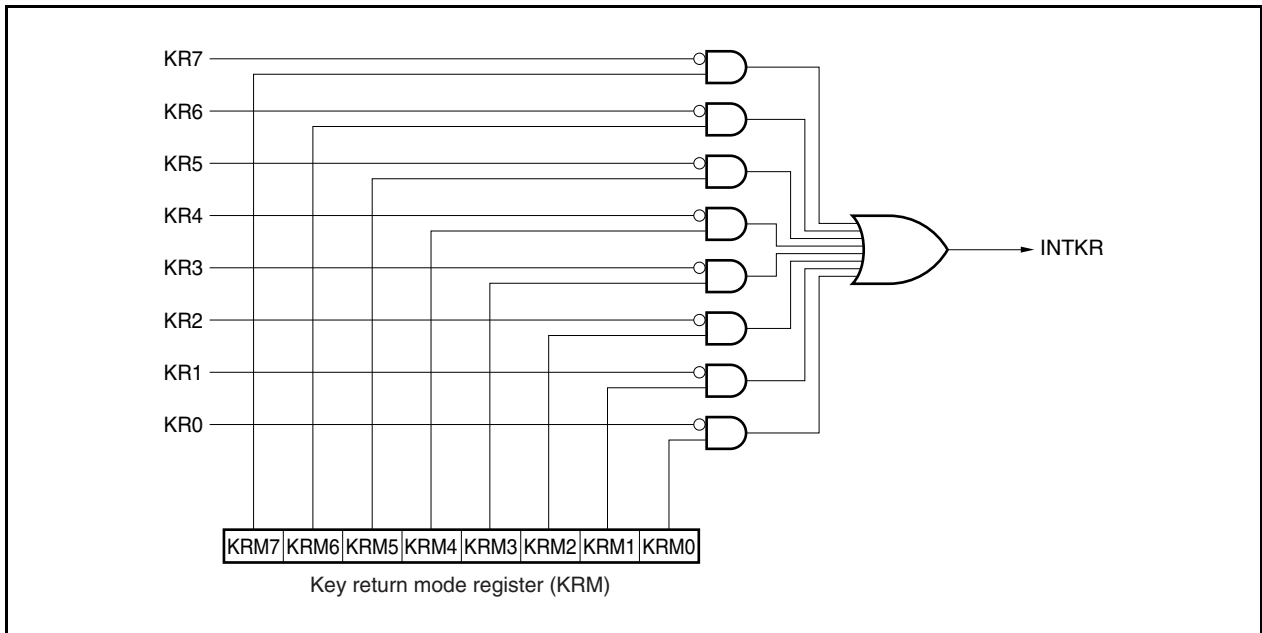 KR7
KR6
KR5
KR4
KR3
KR2
KR1
KR0
INTKR
KRM7 KRM6 KRM5 KRM4 KRM3 KRM2 KRM1 KRM0
Key return mode register (KRM)